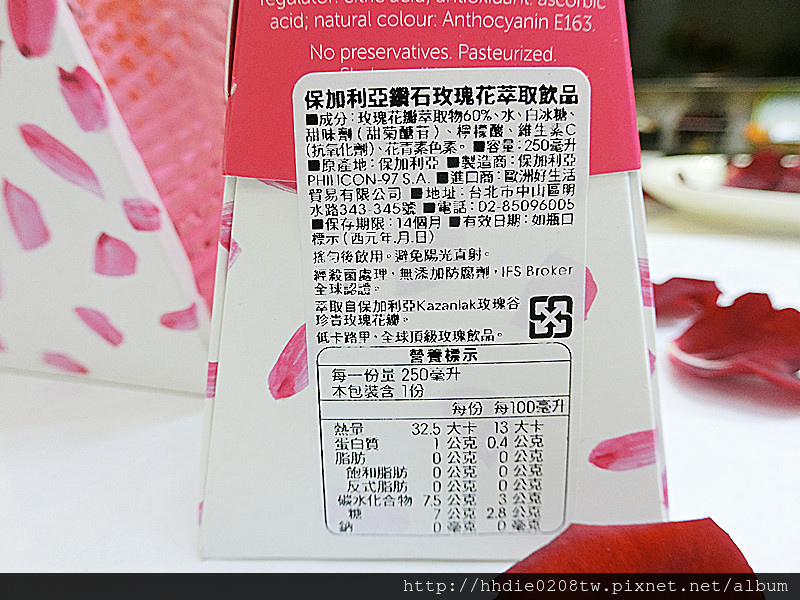 regulator: citric acid, antioxidant: ascorbic
acid; natural colour: Anthocyanin E163.
No preservatives. Pasteurized.
保加利亞鑽石玫瑰花萃取飲品
■成分：玫瑰花瓣萃取物60%、水、白冰糖、
甜味劑（甜菊醣苷）、檸檬酸、維生素C
(抗氧化劑)、花青素色素。■容量：250毫升
■原產地：保加利亞 ■製造商：保加利亞
PHILICON-97 S.A. ■進口商：歐洲好生活
貿易有限公司 ■地址：台北市中山區明
水路343-345號 ■電話：02-85096005
■保存期限：14個月 ■有效日期：如瓶口
標示（西元年.月.日）
搖勻後飲用。避免陽光直射。
經殺菌處理，無添加防腐劑，IFS Broker
全球認證。
萃取自保加利亞Kazanlak玫瑰谷
珍貴玫瑰花瓣。
低卡路里、全球頂級玫瑰飲品。
營養標示
每一份量 250毫升
本包裝含 1份
每份 每100毫升
熱量 32.5 大卡 13 大卡
蛋白質 1 公克 0.4 公克
脂肪 0 公克 0 公克
飽和脂肪 0 公克 0 公克
反式脂肪 0 公克 0 公克
碳水化合物 7.5 公克 3 公克
糖 7 公克 2.8 公克
鈉 0 毫克 0 毫克
http://hhdie0208tw.pixnet.net/album